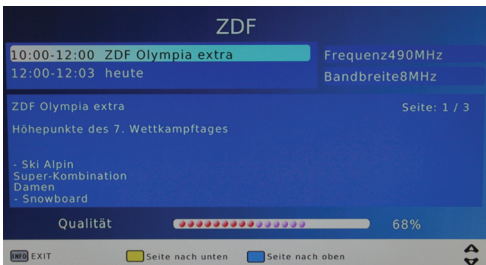 ZDF
10:00-12:00 ZDF Olympia extra
Frequenz490MHz
12:00-12:03 heute
Bandbreite8MHz
ZDF Olympia extra
Seite: 1 / 3
Höhepunkte des 7. Wettkampftages
- Ski Alpin
Super-Kombination
Damen
- Snowboard
Qualität
68%
INFO EXIT
Seite nach unten
Seite nach oben